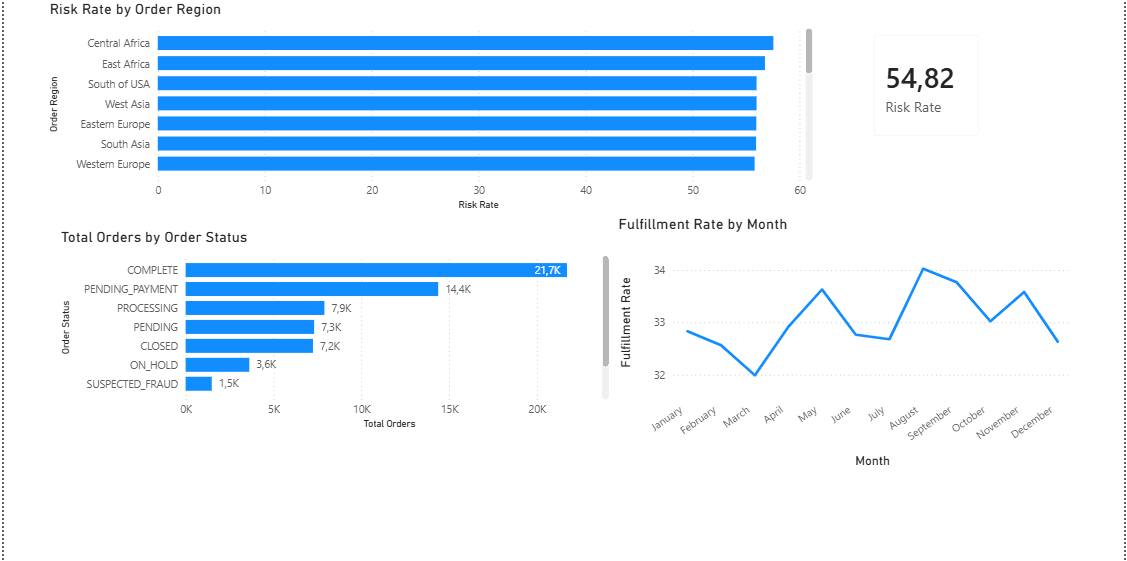 Risk Rate by Order Region
Order Region
Central Africa
East Africa
South of USA
West Asia
Eastern Europe
South Asia
Western Europe
0 10 20 30 40 50 60
Risk Rate
54,82
Risk Rate
Total Orders by Order Status
Order Status
COMPLETE 21,7K
PENDING_PAYMENT 14,4K
PROCESSING 7,9K
PENDING 7,3K
CLOSED 7,2K
ON_HOLD 3,6K
SUSPECTED_FRAUD 1,5K
0K 5K 10K 15K 20K
Total Orders
Fulfillment Rate by Month
Fulfillment Rate
34
33
32
January February March April May June July August September October November December
Month